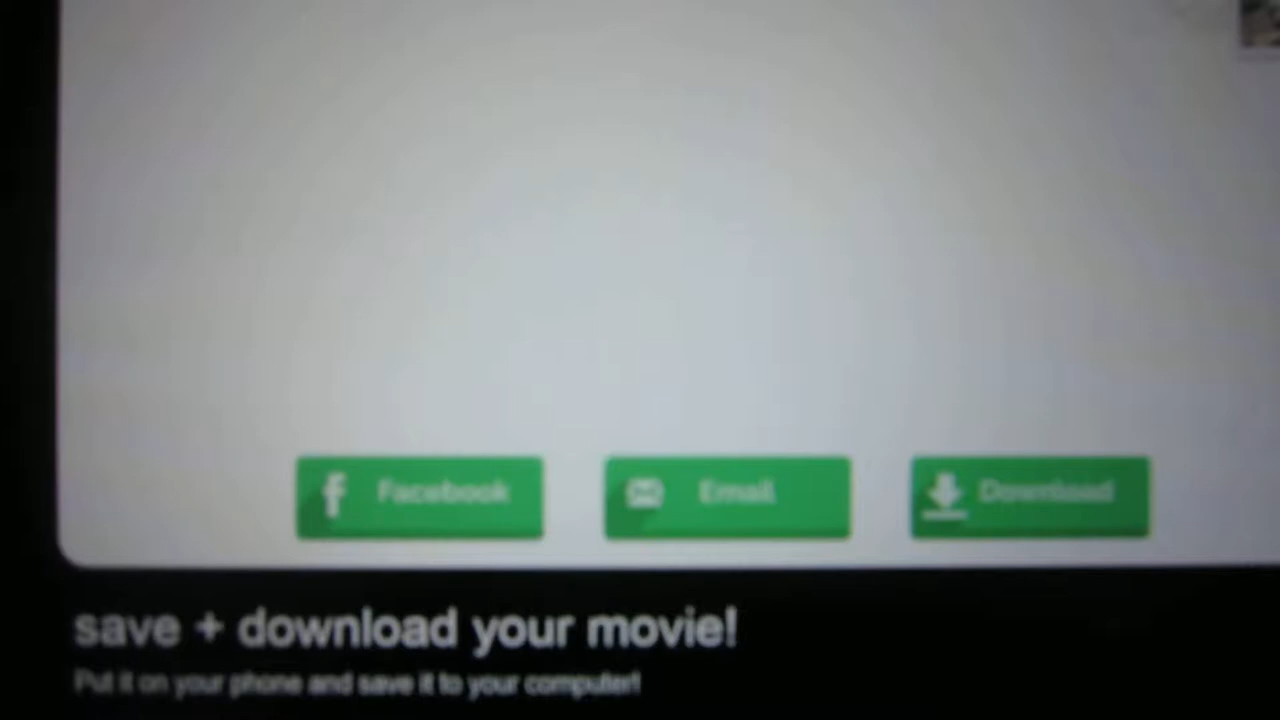 Facebook Email Download
save + download your movie!
Put it on your phone and save it to your computer!